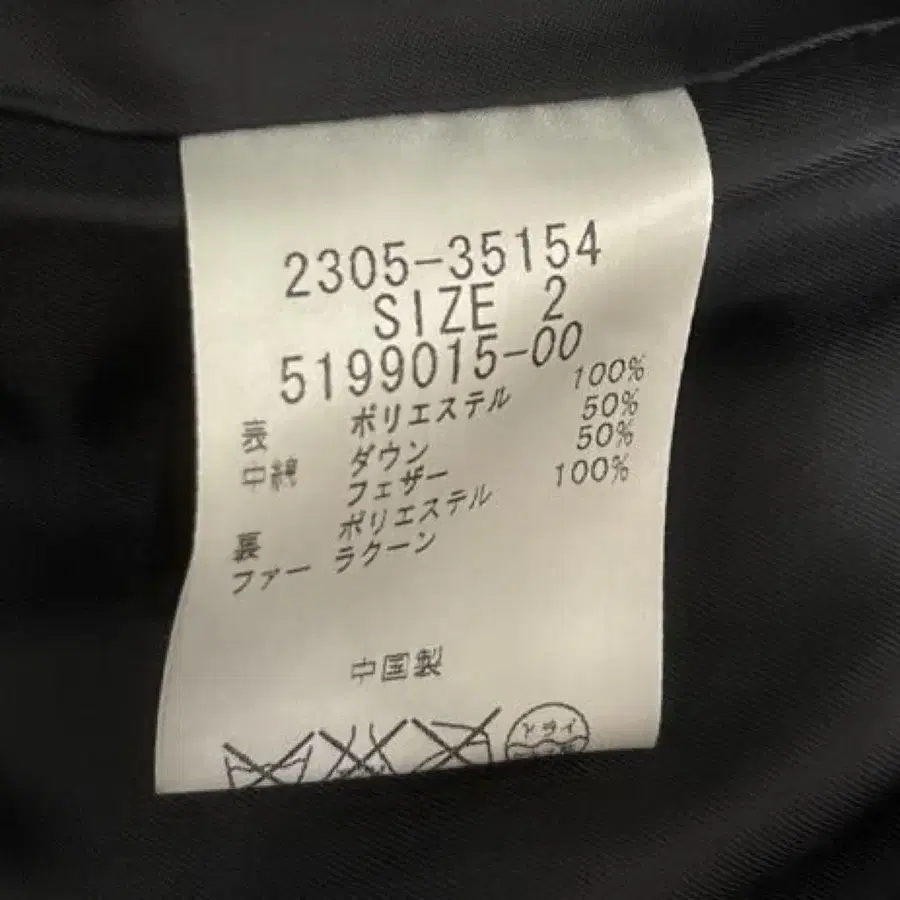 2305-35154
SIZE 2
5199015-00
表 ポリエステル 100%
中綿 ダウン 50%
フェザー 50%
裏 ポリエステル 100%
ファー ラクーン
中国製
ドライ